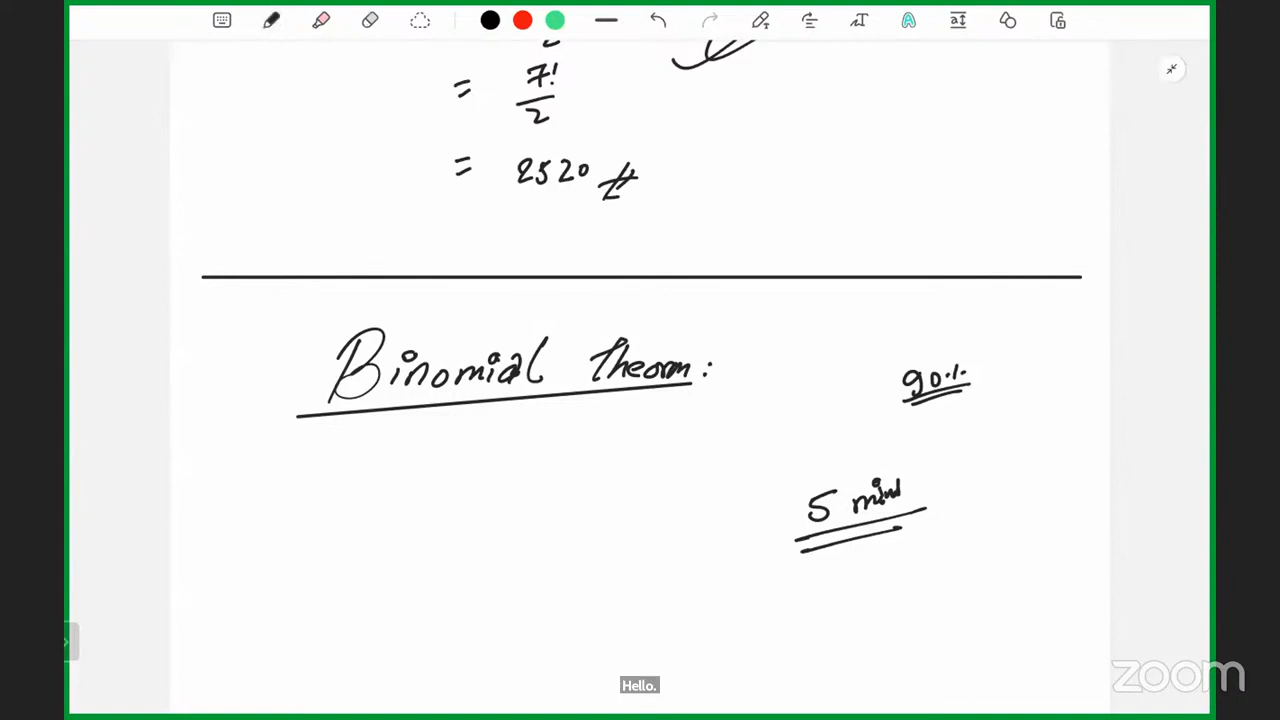 = 7!
2
= 2520
Binomial theorm:
90%
5 min
Hello.
zoom